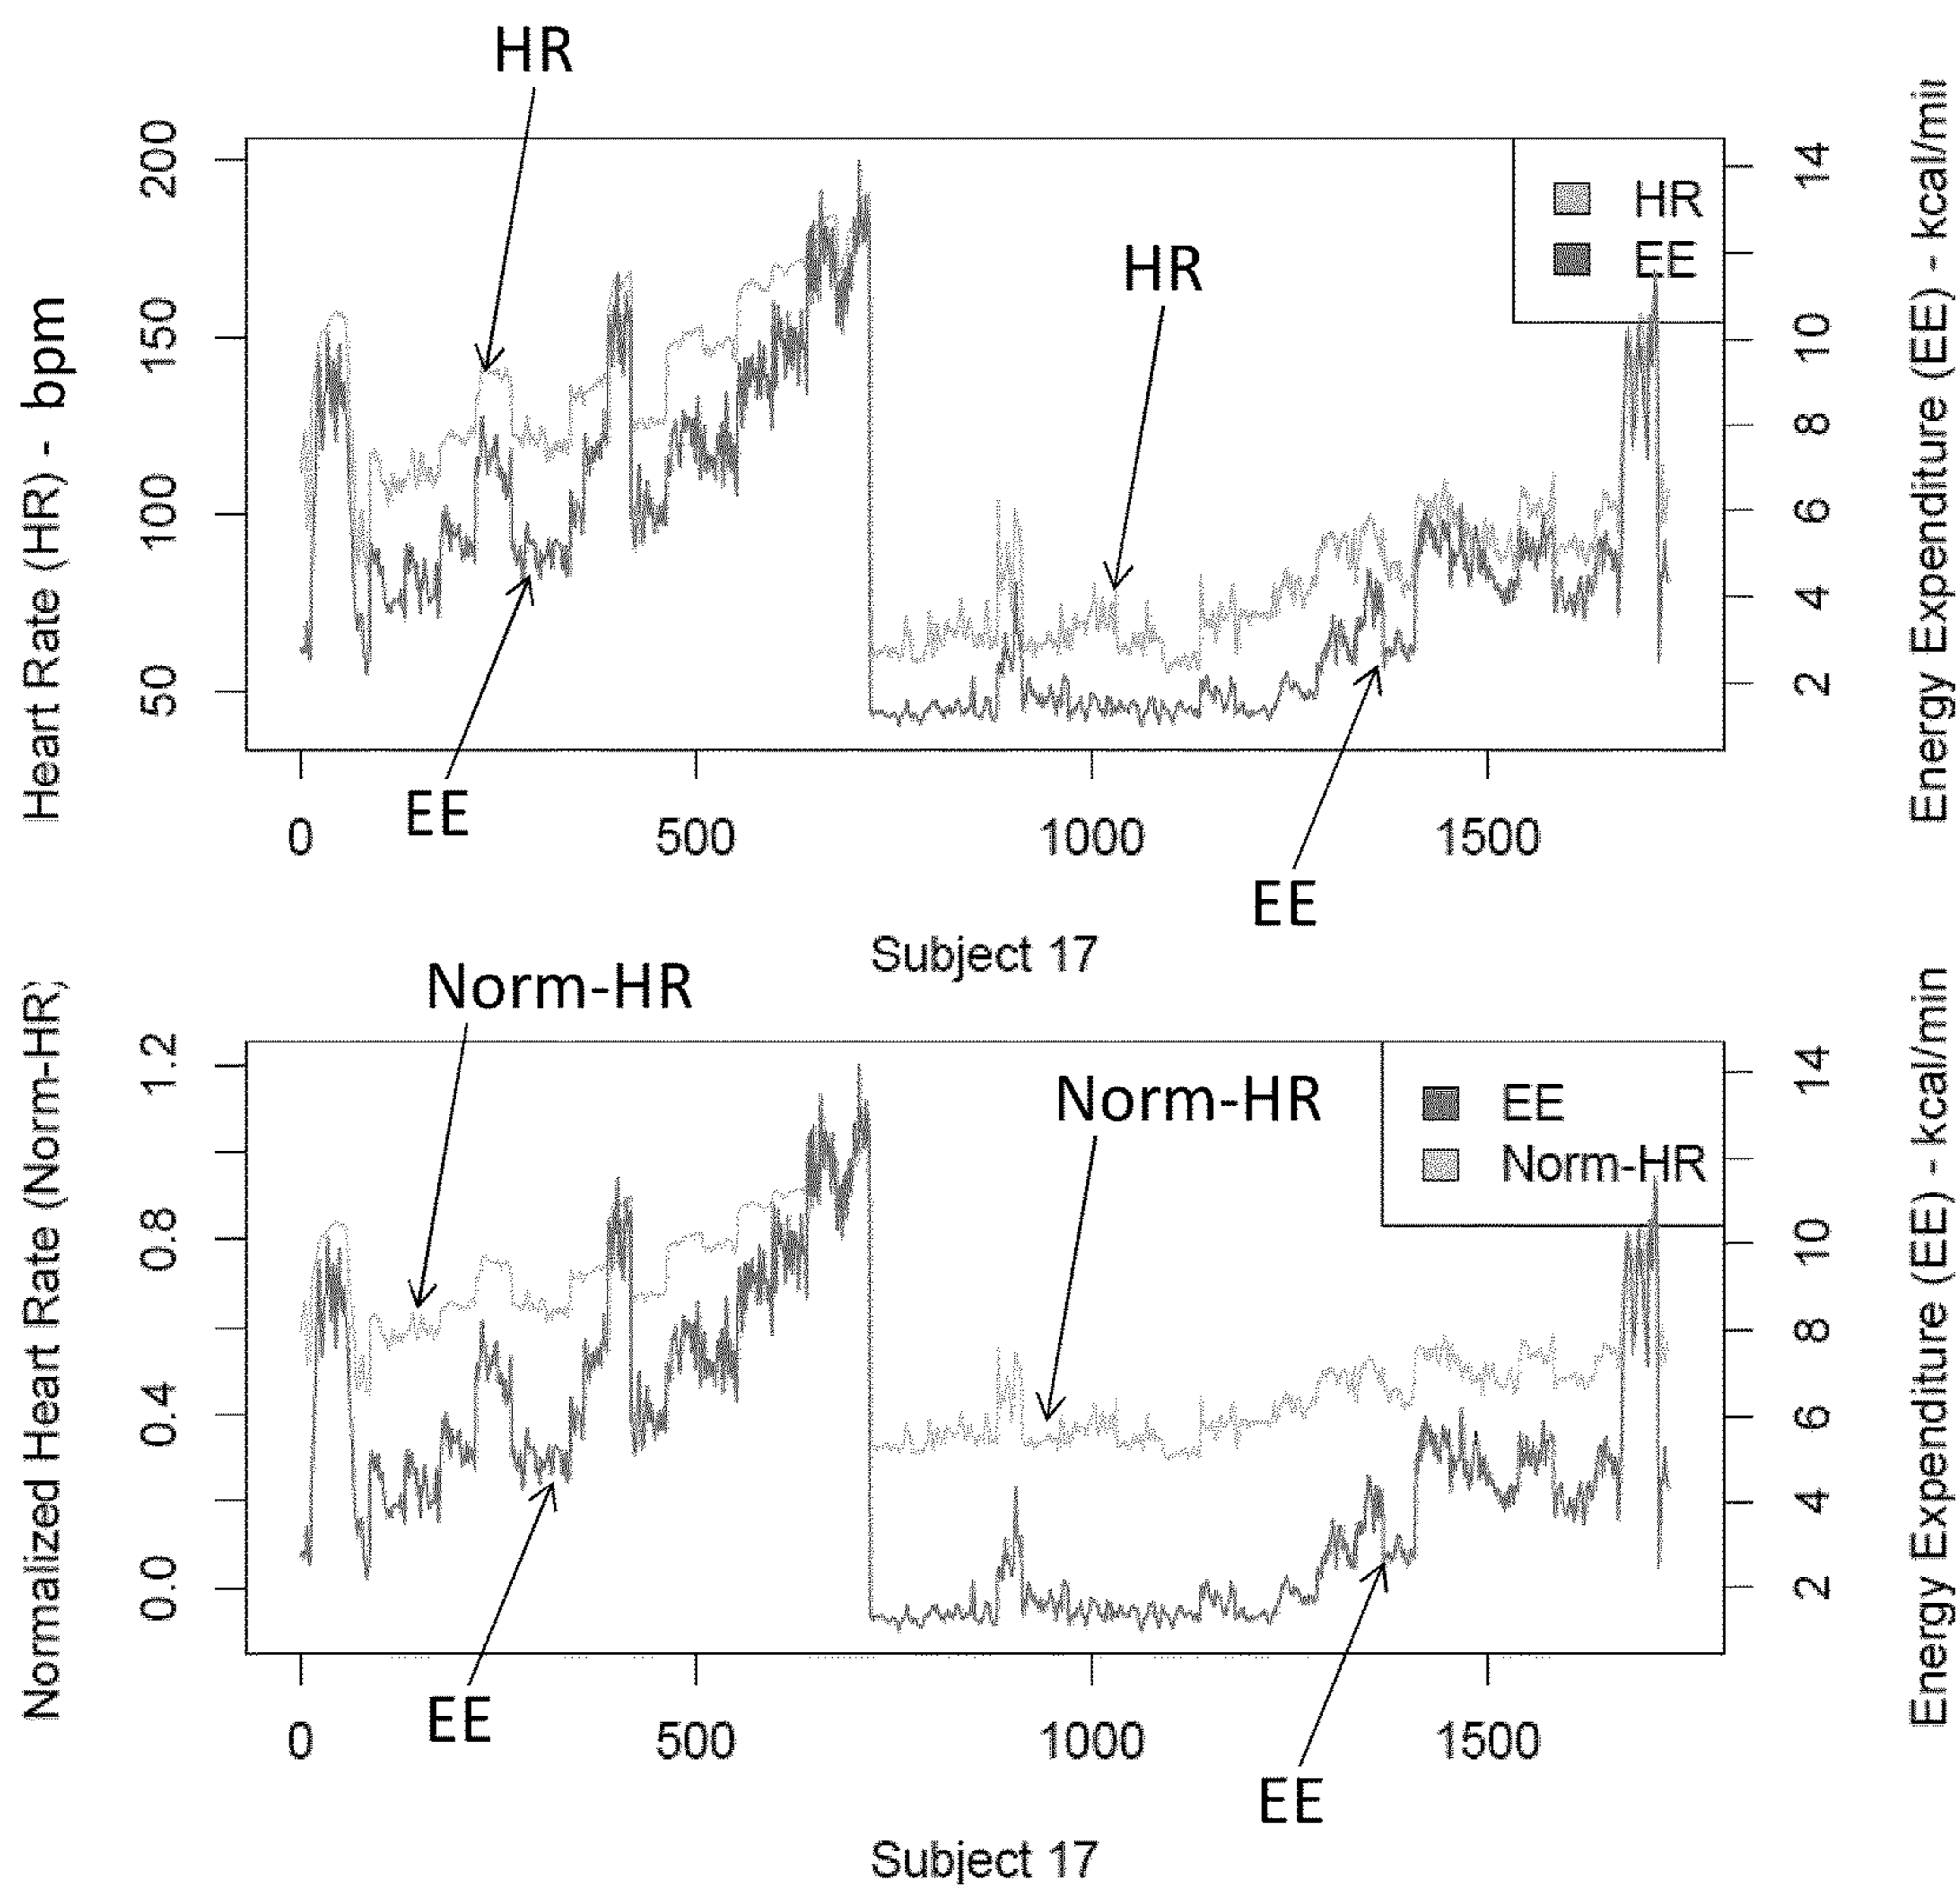 HR
Heart Rate (HR) - bpm
200
150
100
50
HR
HR
EE
14
10
8
6
4
2
Energy Expenditure (EE) - kcal/mii
EE
EE
0
500
1000
1500
Subject 17
Norm-HR
Normalized Heart Rate (Norm-HR)
1.2
0.8
0.4
0.0
Norm-HR
EE
Norm-HR
14
10
8
6
4
2
Energy Expenditure (EE) - kcal/min
EE
EE
0
500
1000
1500
Subject 17